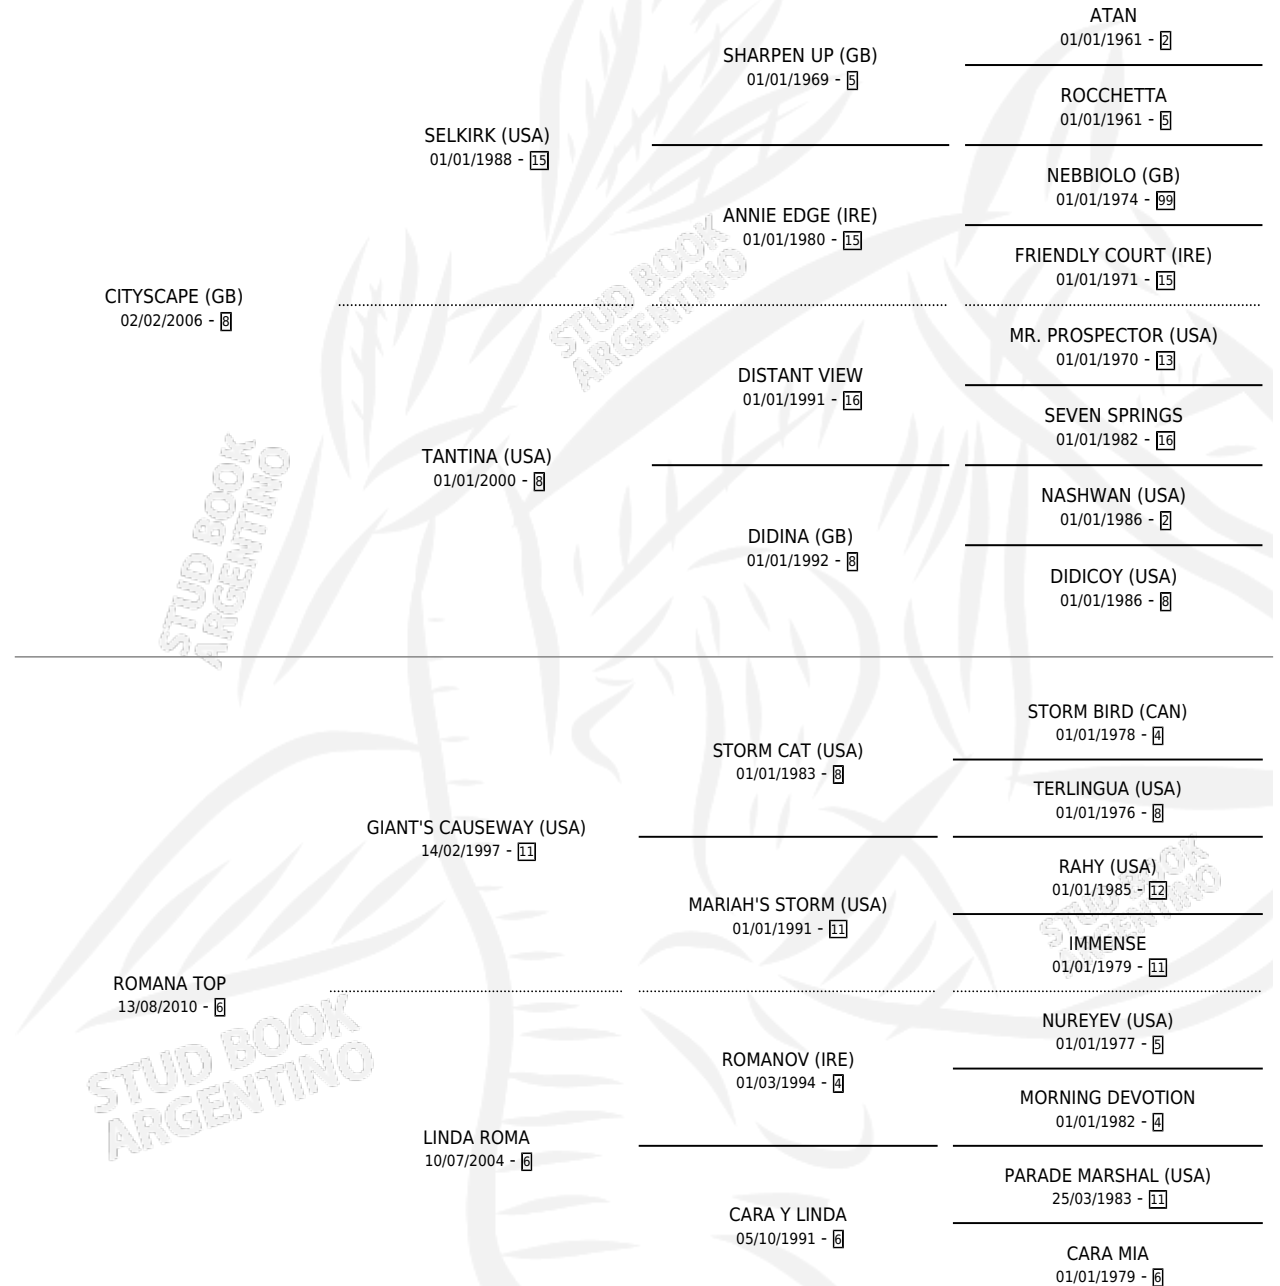 ATAN
01/01/1961 - 2
SHARPEN UP (GB)
01/01/1969 - 5
ROCCHETTA
01/01/1961 - 5
SELKIRK (USA)
01/01/1988 - 15
NEBBIOLO (GB)
01/01/1974 - 99
ANNIE EDGE (IRE)
01/01/1980 - 15
FRIENDLY COURT (IRE)
01/01/1971 - 15
CITYSCAPE (GB)
02/02/2006 - 8
MR. PROSPECTOR (USA)
01/01/1970 - 13
DISTANT VIEW
01/01/1991 - 16
SEVEN SPRINGS
01/01/1982 - 16
TANTINA (USA)
01/01/2000 - 8
NASHWAN (USA)
01/01/1986 - 2
DIDINA (GB)
01/01/1992 - 8
DIDICOY (USA)
01/01/1986 - 8
STORM BIRD (CAN)
01/01/1978 - 4
STORM CAT (USA)
01/01/1983 - 8
TERLINGUA (USA)
01/01/1976 - 8
GIANT'S CAUSEWAY (USA)
14/02/1997 - 11
RAHY (USA)
01/01/1985 - 12
MARIAH'S STORM (USA)
01/01/1991 - 11
IMMENSE
01/01/1979 - 11
ROMANA TOP
13/08/2010 - 6
NUREYEV (USA)
01/01/1977 - 5
ROMANOV (IRE)
01/03/1994 - 4
MORNING DEVOTION
01/01/1982 - 4
LINDA ROMA
10/07/2004 - 6
PARADE MARSHAL (USA)
25/03/1983 - 11
CARA Y LINDA
05/10/1991 - 6
CARA MIA
01/01/1979 - 6
STUD BOOK
ARGENTINO
STUD BOOK
ARGENTINO
STUD BOOK
ARGENTINO
STUD BOOK
ARGENTINO